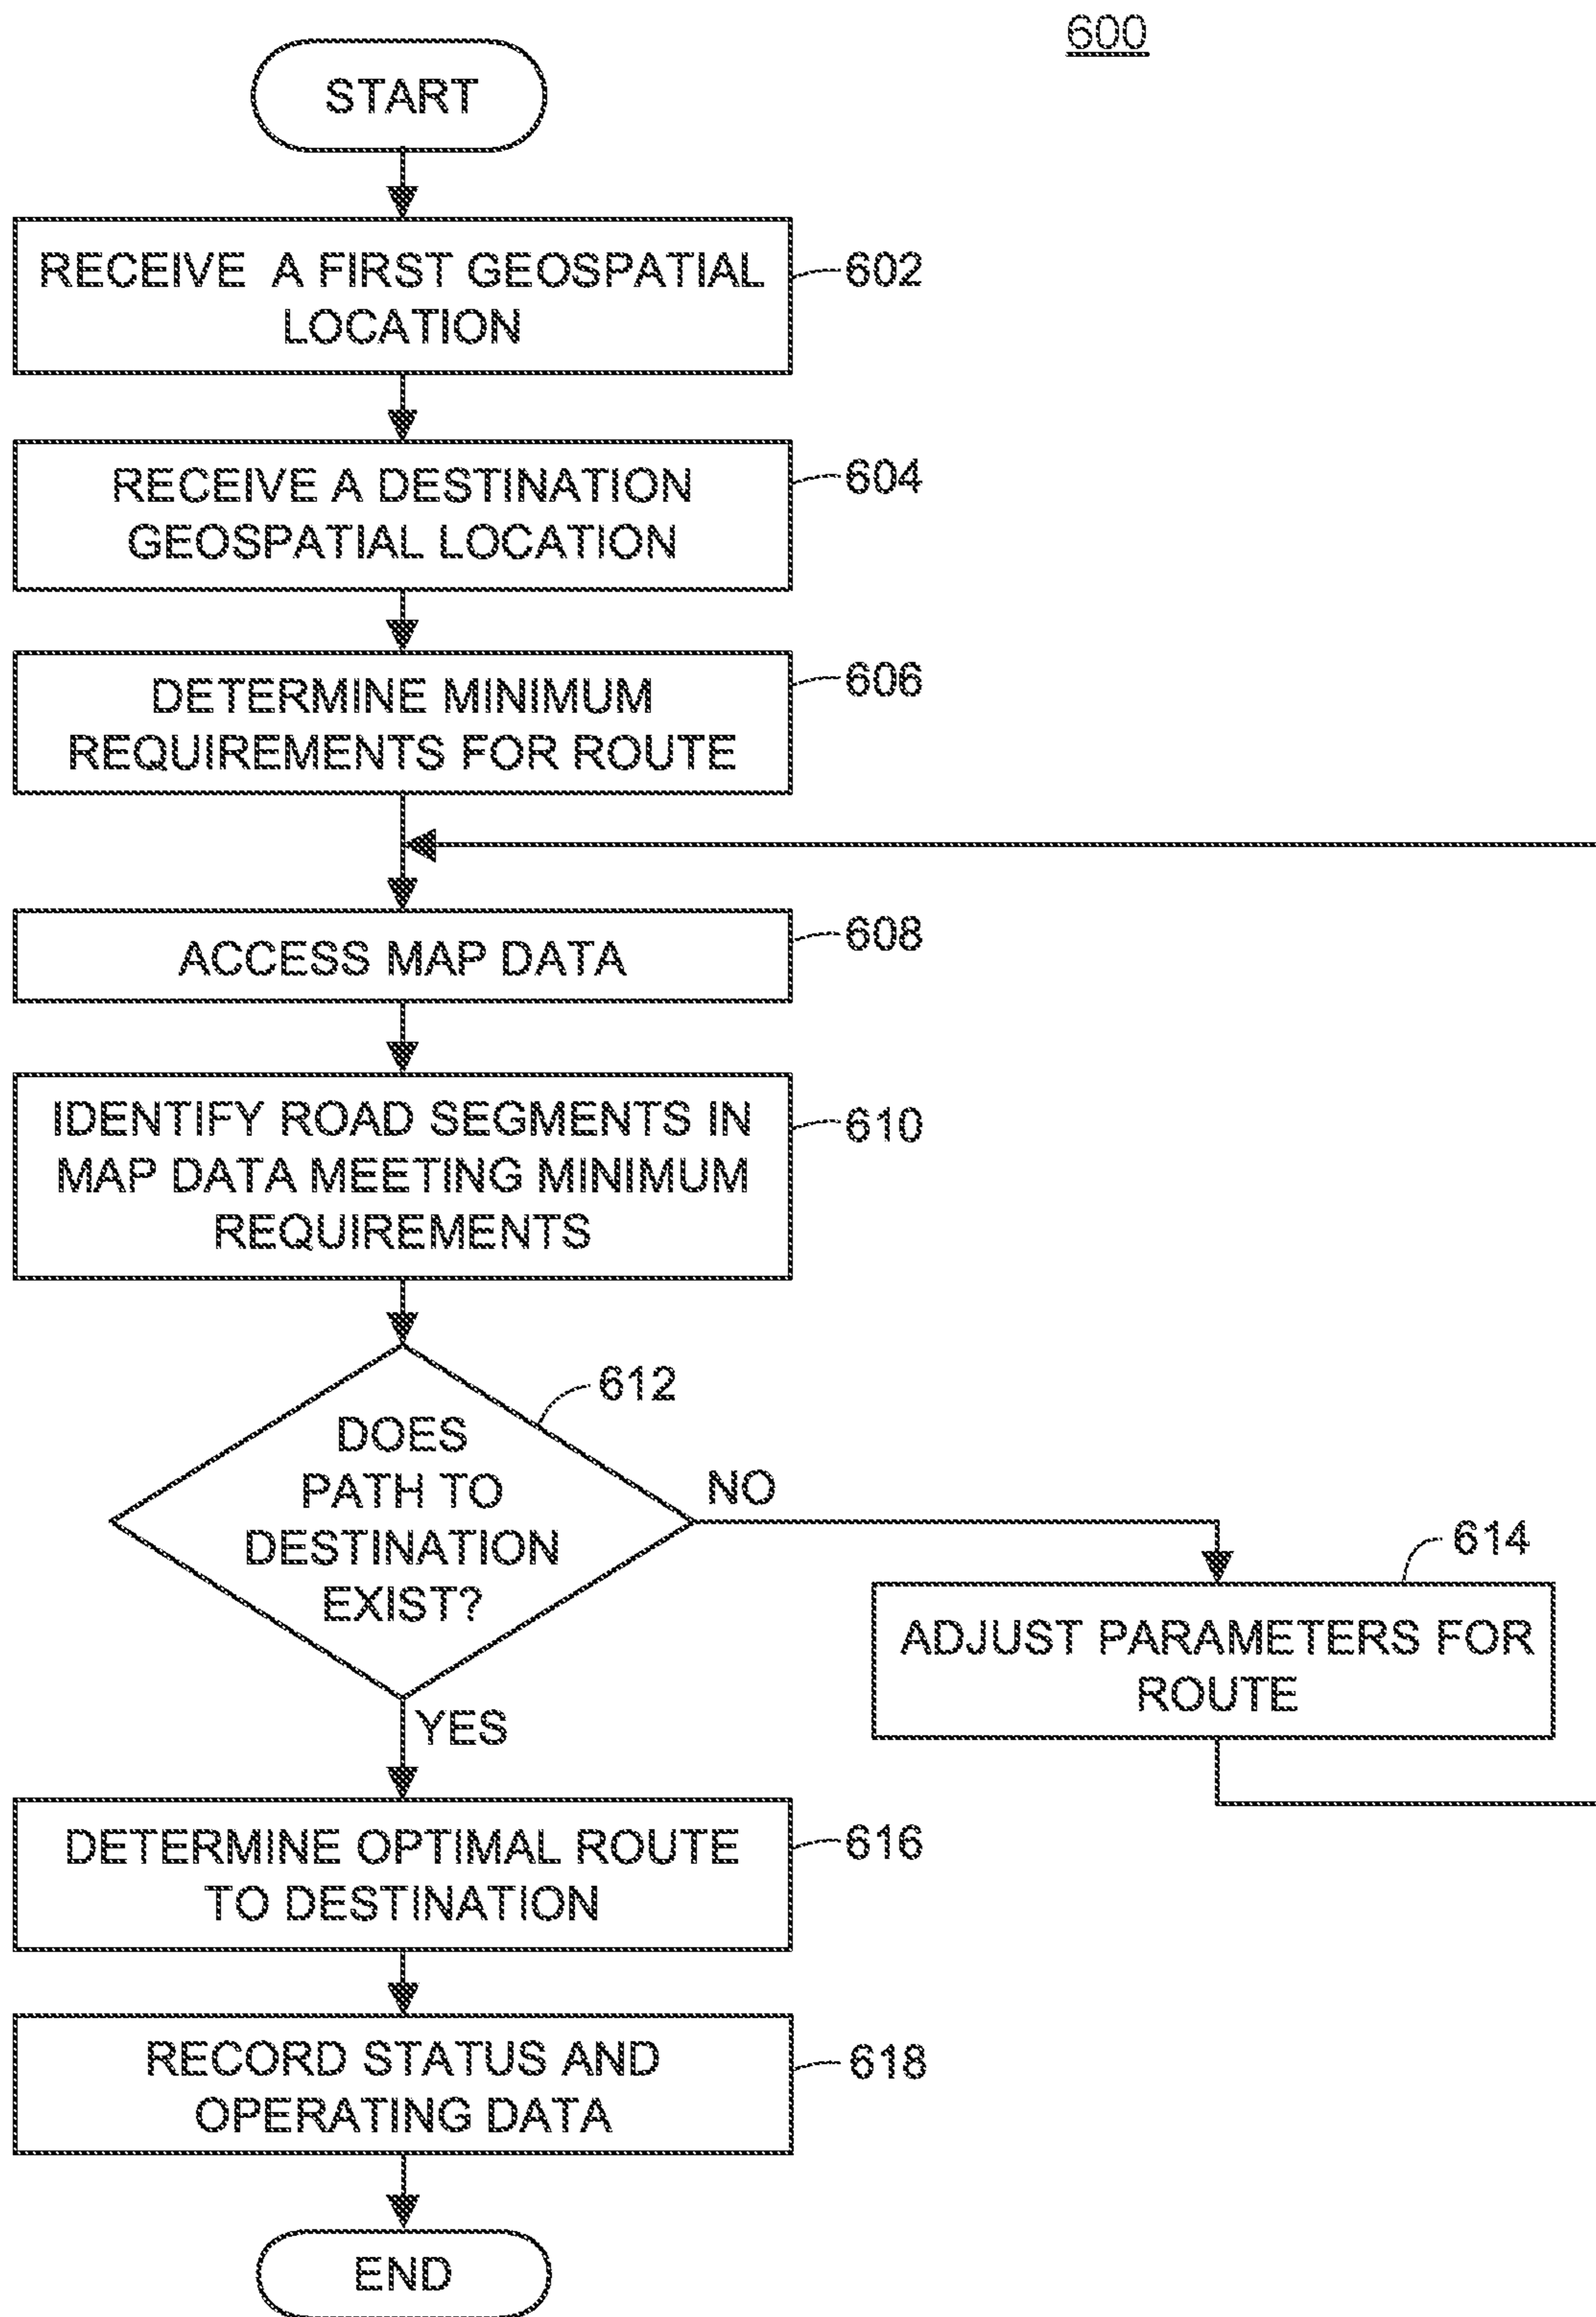 600
START
RECEIVE A FIRST GEOSPATIAL
LOCATION
602
RECEIVE A DESTINATION
GEOSPATIAL LOCATION
604
DETERMINE MINIMUM
REQUIREMENTS FOR ROUTE
606
ACCESS MAP DATA
608
IDENTIFY ROAD SEGMENTS IN
MAP DATA MEETING MINIMUM
REQUIREMENTS
610
612
DOES
PATH TO
DESTINATION
EXIST?
NO
614
ADJUST PARAMETERS FOR
ROUTE
YES
DETERMINE OPTIMAL ROUTE
TO DESTINATION
616
RECORD STATUS AND
OPERATING DATA
618
END